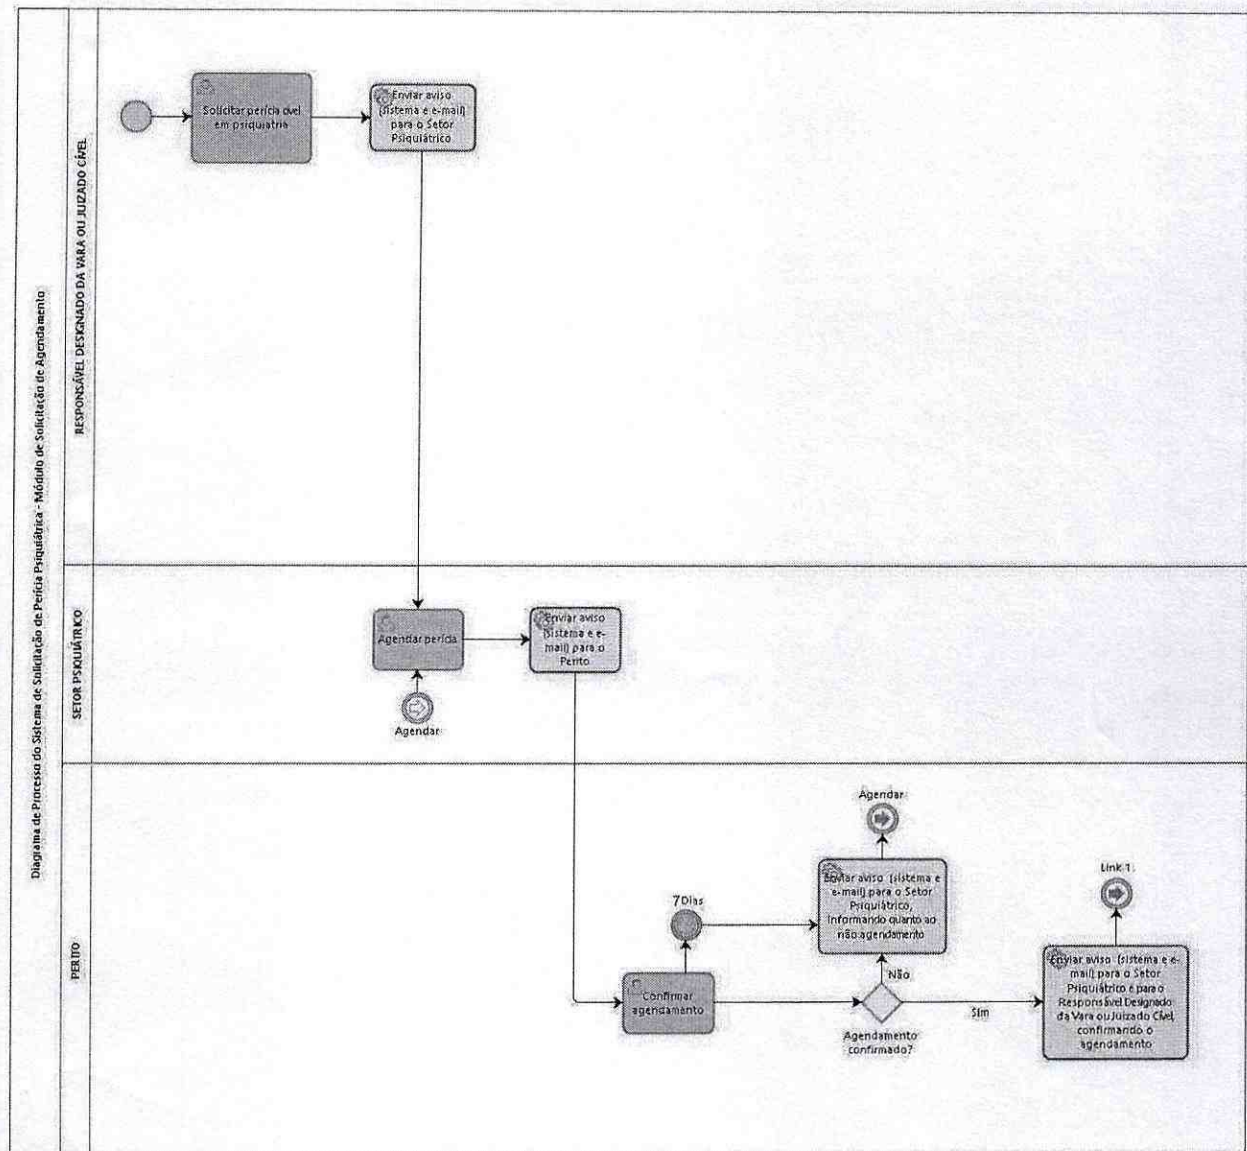 Diagrama de Processo do Sistema de Solicitação de Perícia Psiquiátrica - Módulo de Solicitação de Agendamento
RESPONSÁVEL DESIGNADO DA VARA OU JUIZADO CÍVEL
Solicitar perícia cível
em psiquiatria
Enviar aviso
(sistema e e-mail)
para o Setor
Psiquiátrico
SETOR PSIQUIÁTRICO
Agendar perícia
Enviar aviso
(sistema e e-
mail) para o
Perito
Agendar
PERITO
Agendar
Enviar aviso (sistema e
e-mail) para o Setor
Psiquiátrico,
informando quanto ao
não agendamento
7 Dias
Link 1
Confirmar
agendamento
Não
Agendamento
confirmado?
Sim
Enviar aviso (sistema e e-
mail) para o Setor
Psiquiátrico e para o
Responsável Designado
da Vara ou Juizado Cível,
confirmando o
agendamento